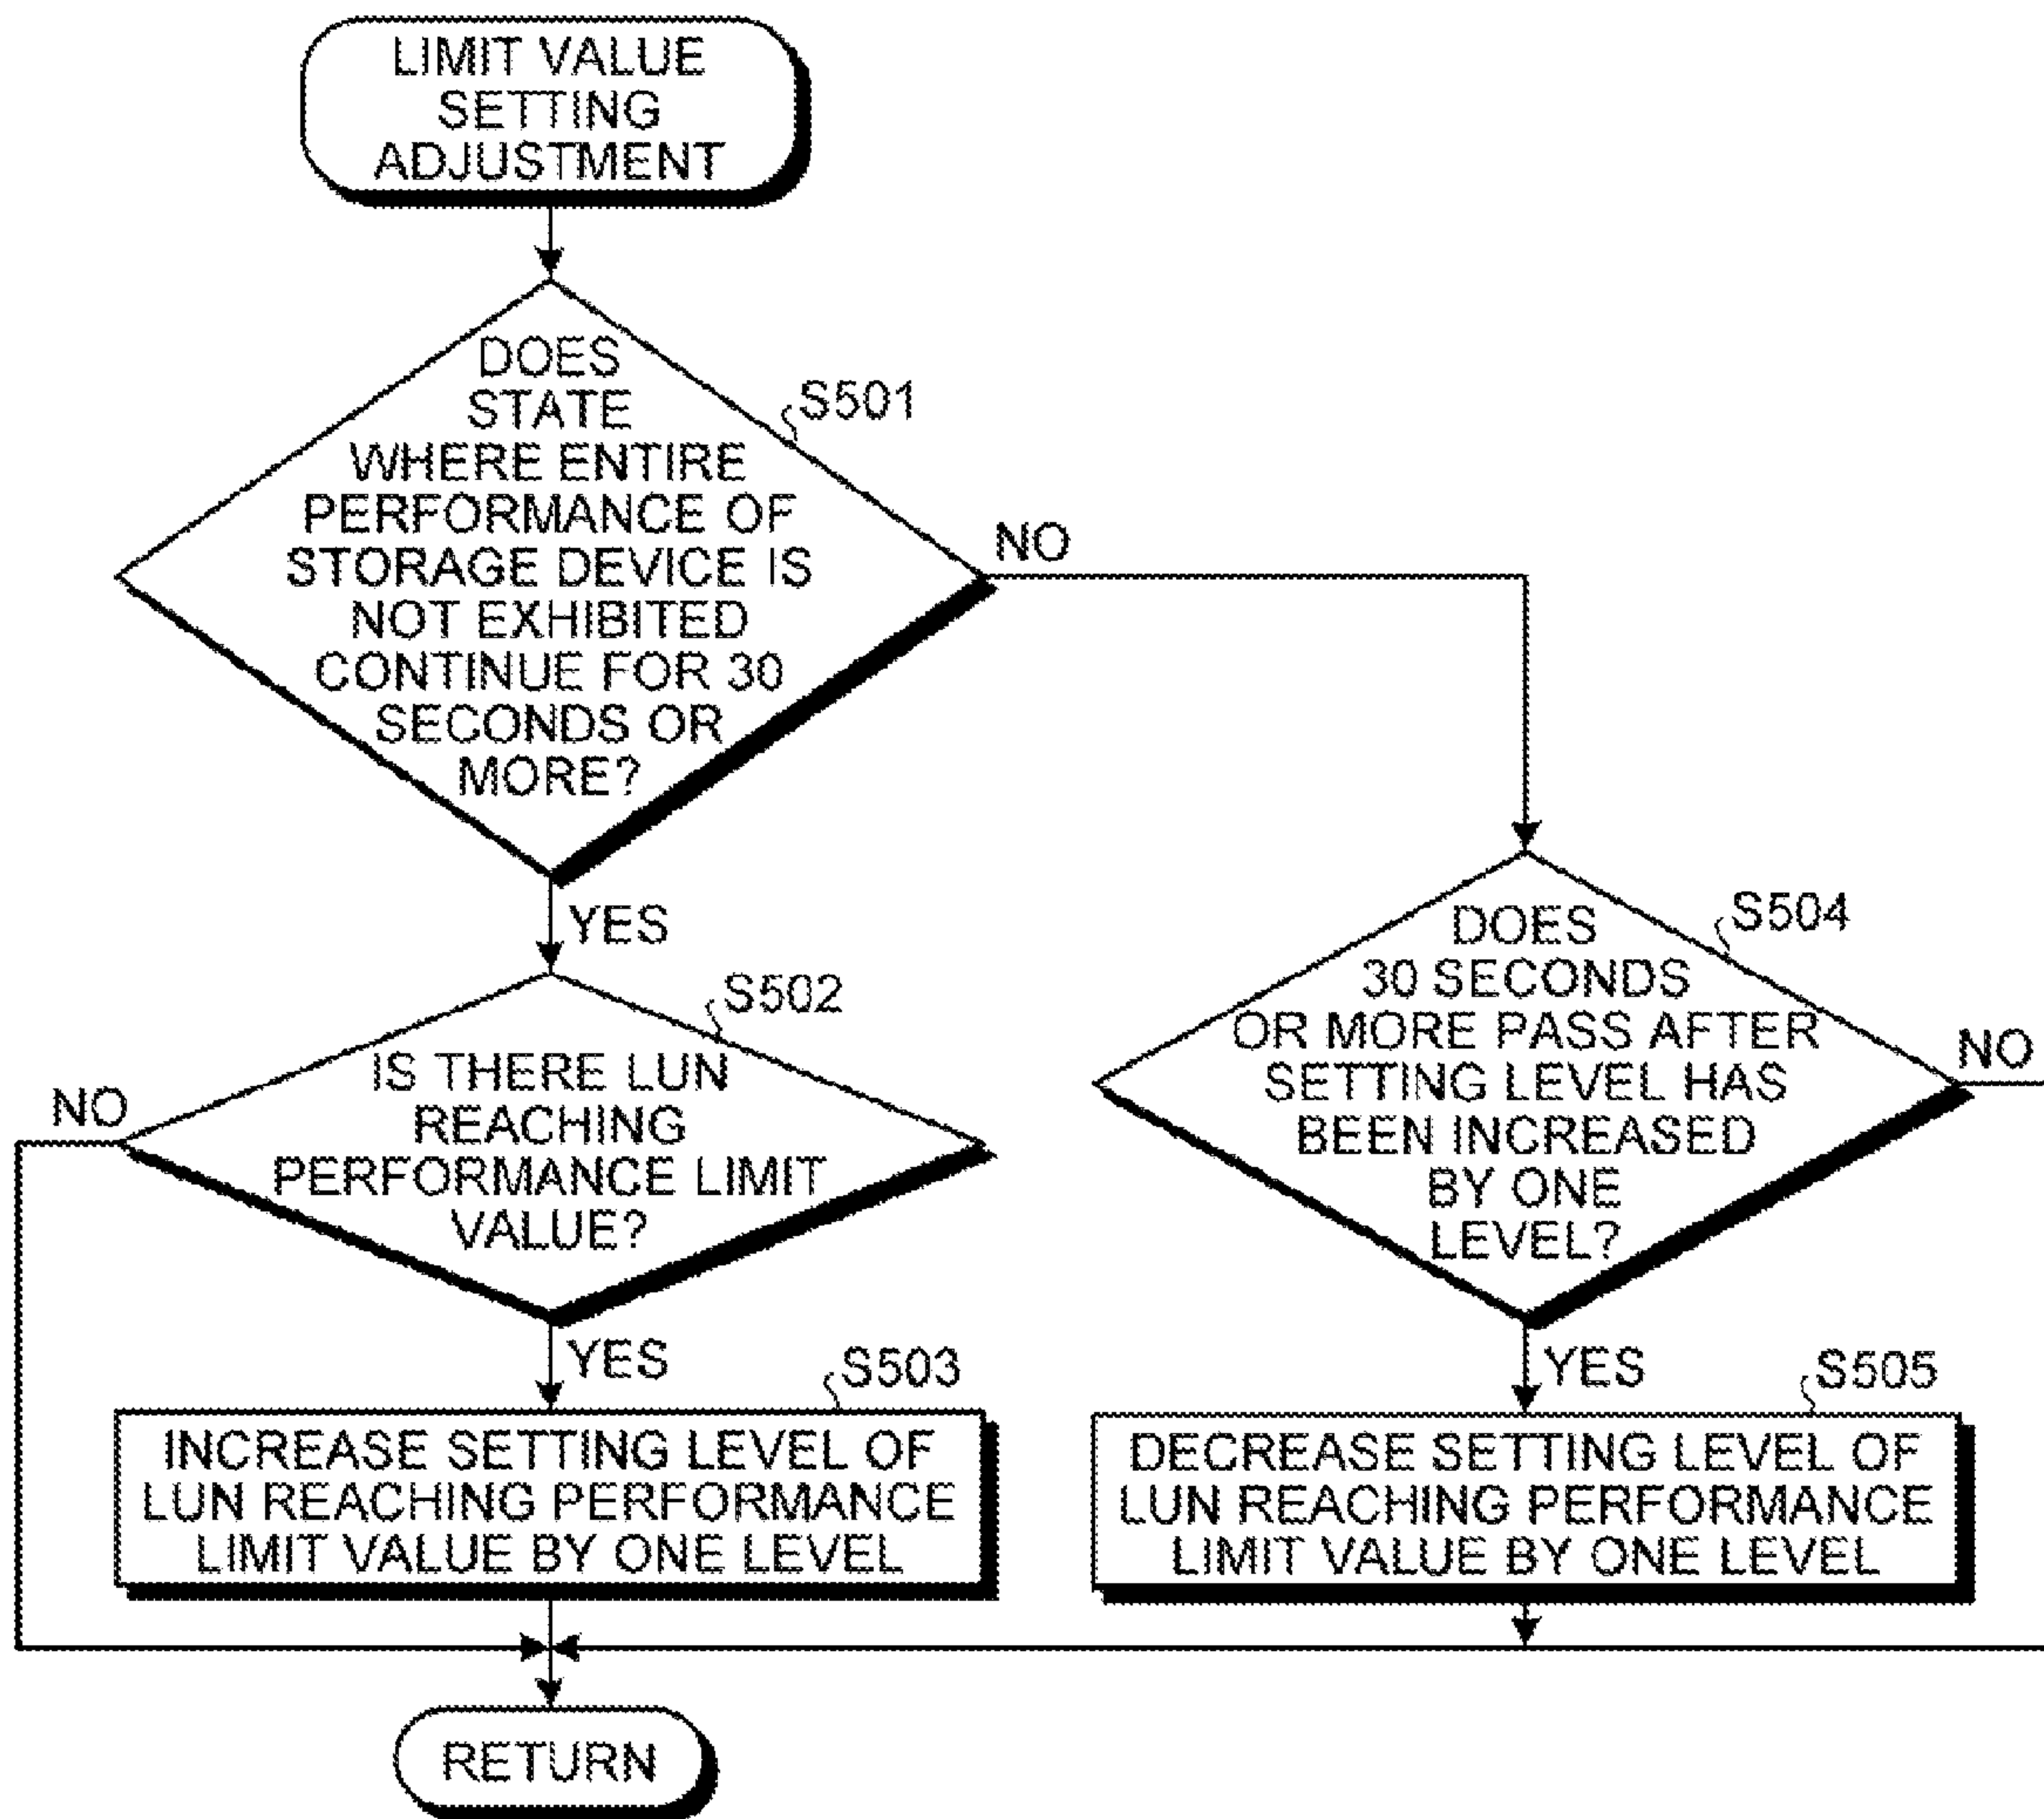 LIMIT VALUE
SETTING
ADJUSTMENT
DOES
STATE
WHERE ENTIRE
PERFORMANCE OF
STORAGE DEVICE IS
NOT EXHIBITED
CONTINUE FOR 30
SECONDS OR
MORE?
S501
NO
YES
IS THERE LUN
REACHING
PERFORMANCE LIMIT
VALUE?
S502
NO
YES
INCREASE SETTING LEVEL OF
LUN REACHING PERFORMANCE
LIMIT VALUE BY ONE LEVEL
S503
DOES
30 SECONDS
OR MORE PASS AFTER
SETTING LEVEL HAS
BEEN INCREASED
BY ONE
LEVEL?
S504
NO
YES
DECREASE SETTING LEVEL OF
LUN REACHING PERFORMANCE
LIMIT VALUE BY ONE LEVEL
S505
RETURN